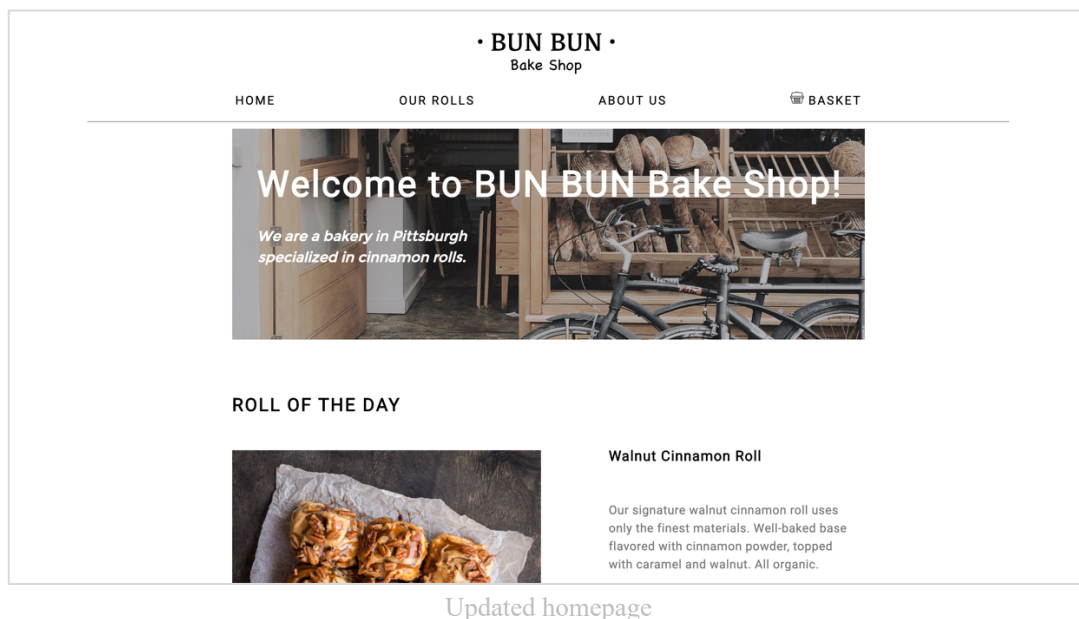 · BUN BUN ·
Bake Shop
HOME
OUR ROLLS
ABOUT US
BASKET
Welcome to BUN BUN Bake Shop!
We are a bakery in Pittsburgh
specialized in cinnamon rolls.
ROLL OF THE DAY
Walnut Cinnamon Roll
Our signature walnut cinnamon roll uses
only the finest materials. Well-baked base
flavored with cinnamon powder, topped
with caramel and walnut. All organic.
Updated homepage